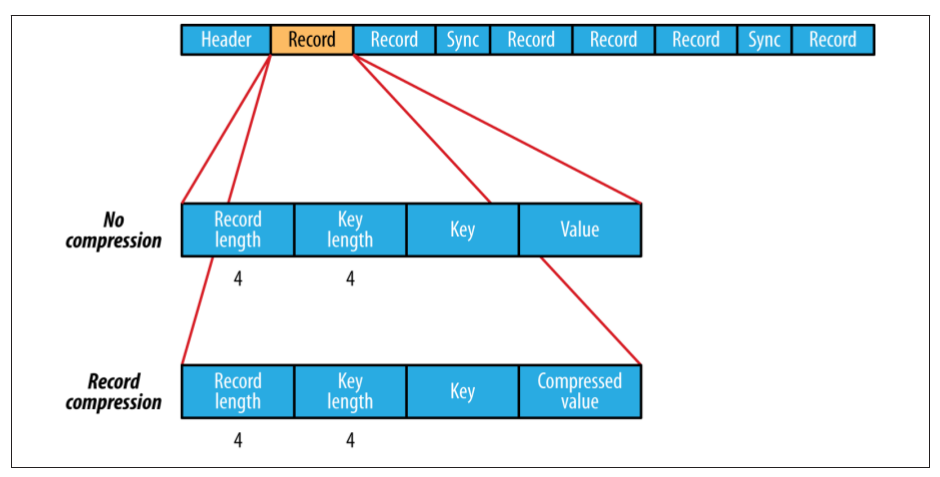 Header Record Record Sync Record Record Record Sync Record
No
compression
Record
length
Key
length
Key
Value
4 4
Record
compression
Record
length
Key
length
Key
Compressed
value
4 4